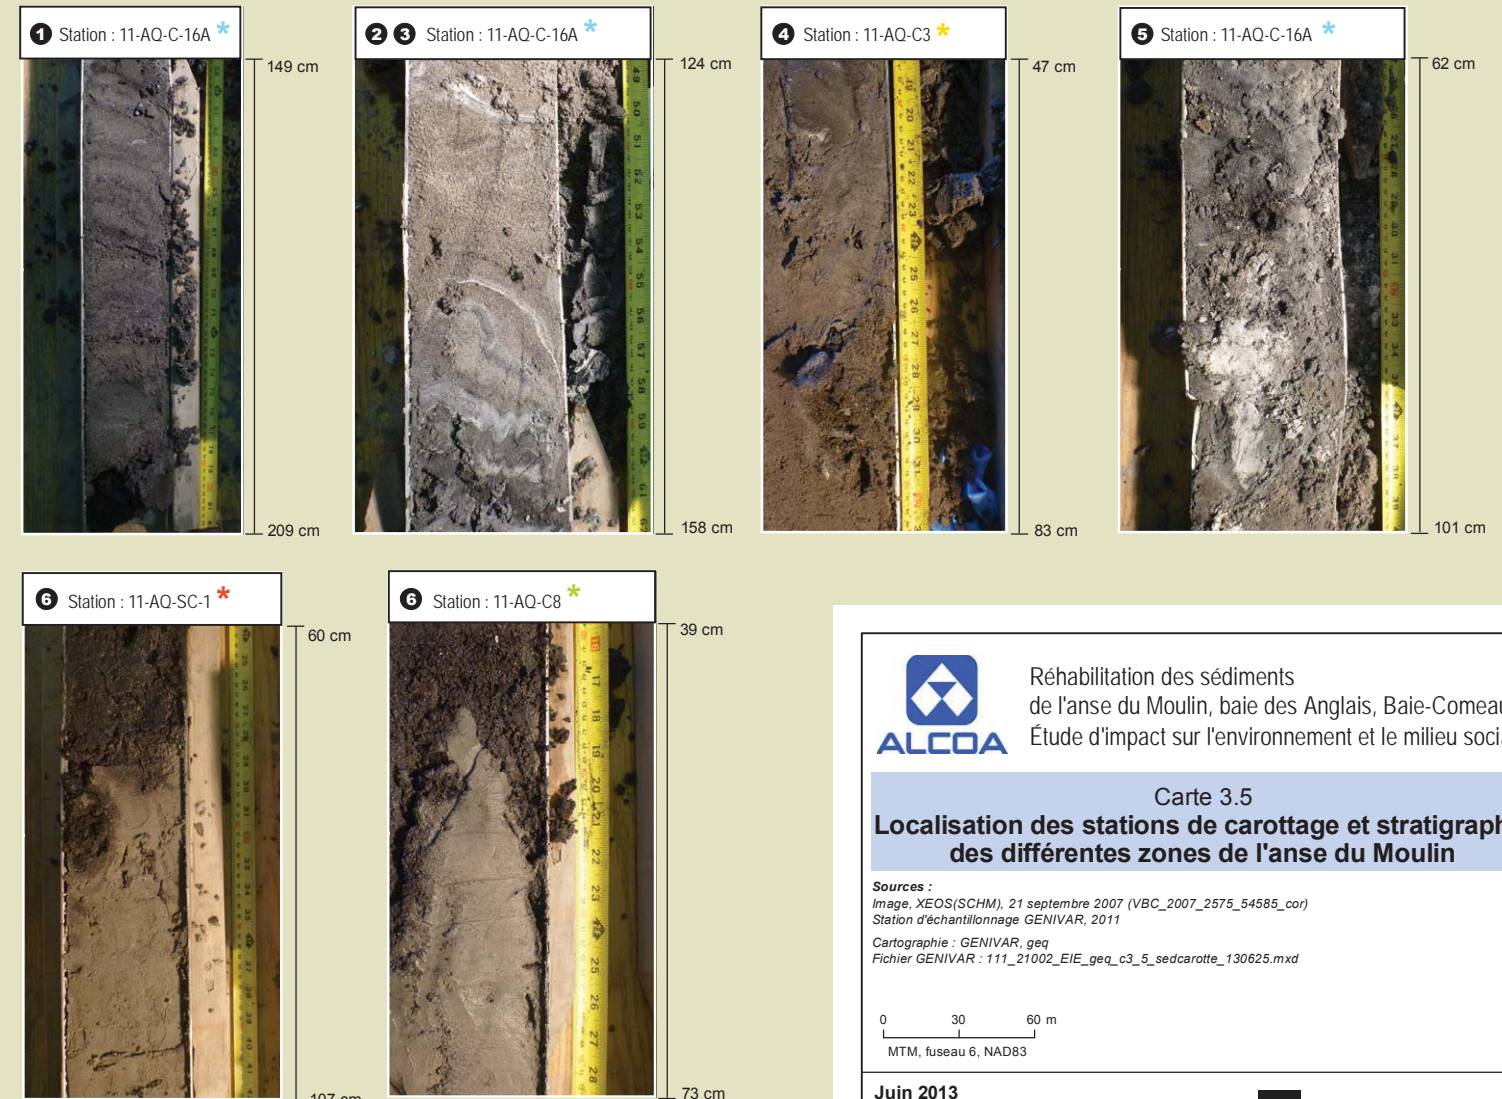 1 Station : 11-AQ-C-16A *
149 cm
209 cm
2 3 Station : 11-AQ-C-16A *
124 cm
158 cm
4 Station : 11-AQ-C3 *
47 cm
83 cm
5 Station : 11-AQ-C-16A *
62 cm
101 cm
6 Station : 11-AQ-SC-1 *
60 cm
107 cm
6 Station : 11-AQ-C8 *
39 cm
73 cm
ALCOA
Réhabilitation des sédiments
de l'anse du Moulin, baie des Anglais, Baie-Comeau
Étude d'impact sur l'environnement et le milieu socia
Carte 3.5
Localisation des stations de carottage et stratigraph
des différentes zones de l'anse du Moulin
Sources :
Image, XEOS(SCHM), 21 septembre 2007 (VBC_2007_2575_54585_cor)
Station d'échantillonnage GENIVAR, 2011
Cartographie : GENIVAR, geq
Fichier GENIVAR : 111_21002_EIE_geq_c3_5_sedcarotte_130625.mxd
0 30 60 m
MTM, fuseau 6, NAD83
Juin 2013